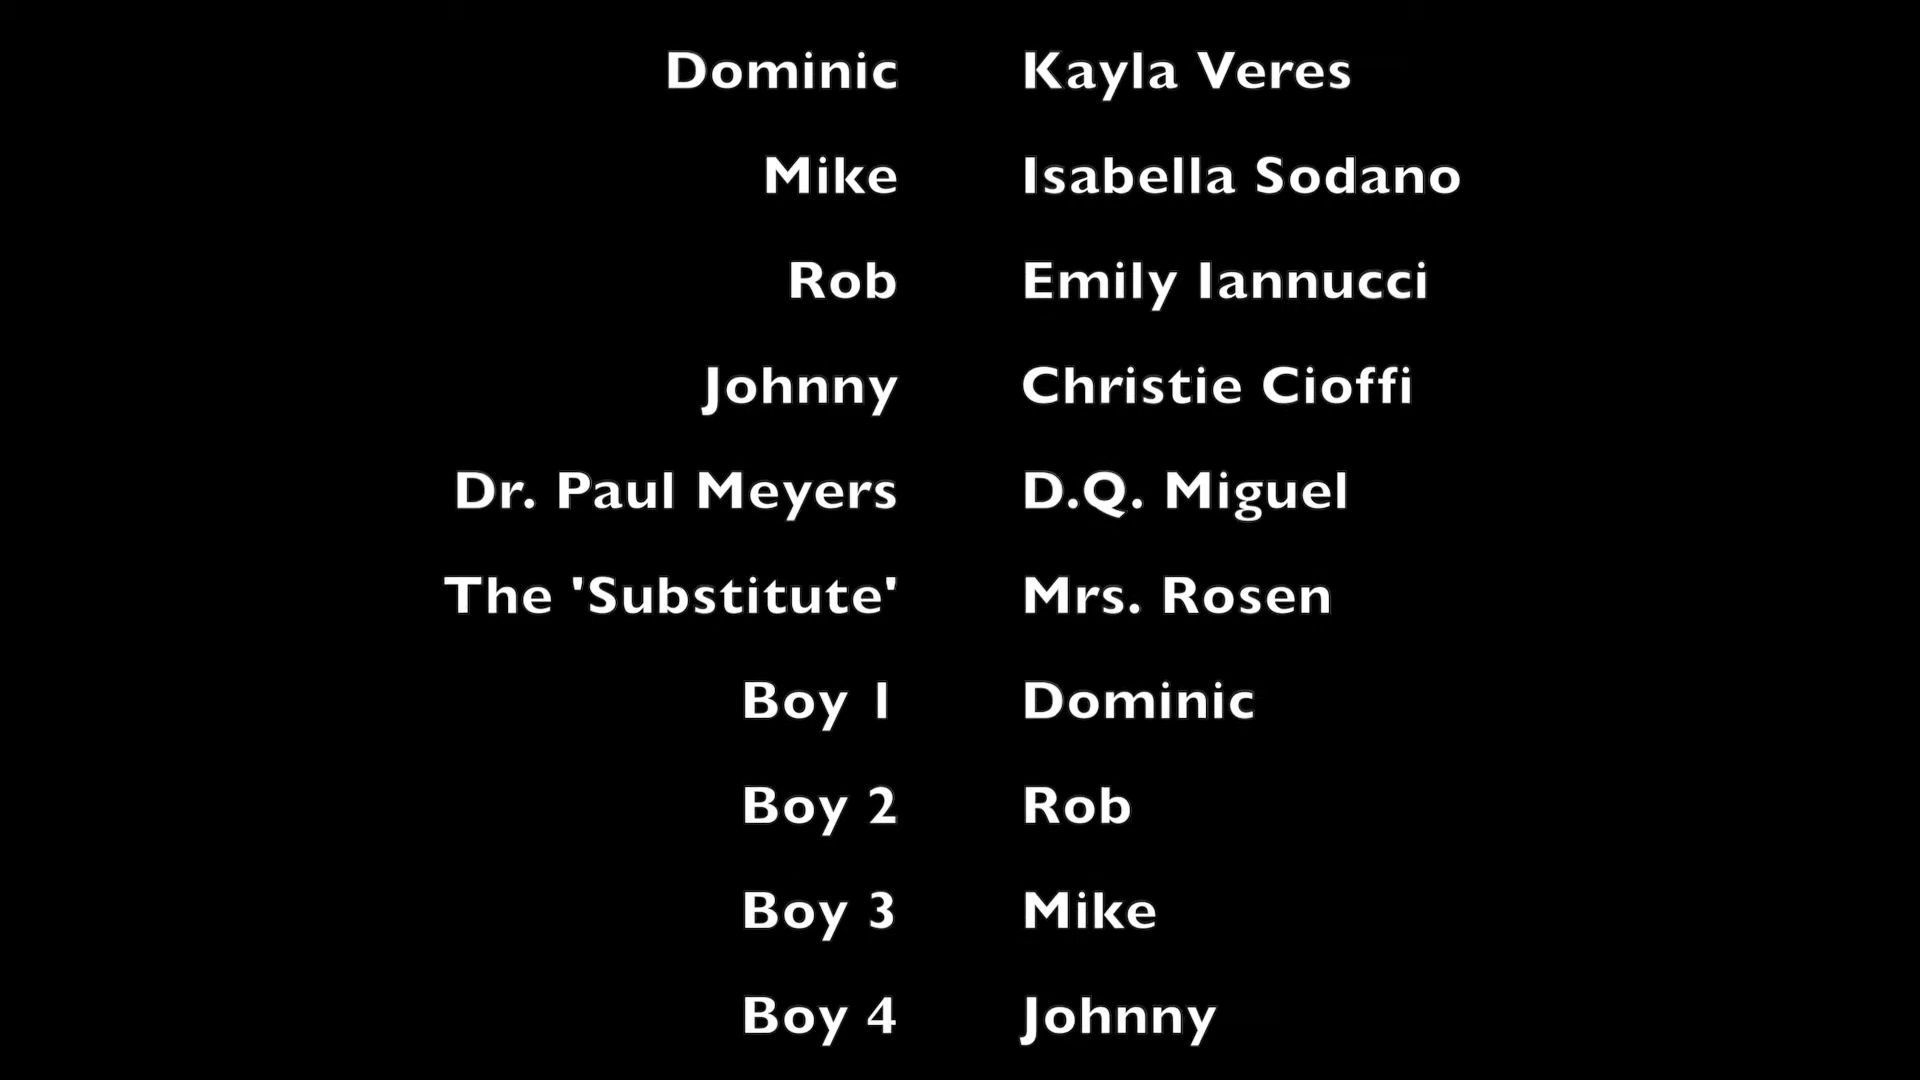 Dominic Kayla Veres
Mike Isabella Sodano
Rob Emily Iannucci
Johnny Christie Cioffi
Dr. Paul Meyers D.Q. Miguel
The 'Substitute' Mrs. Rosen
Boy 1 Dominic
Boy 2 Rob
Boy 3 Mike
Boy 4 Johnny